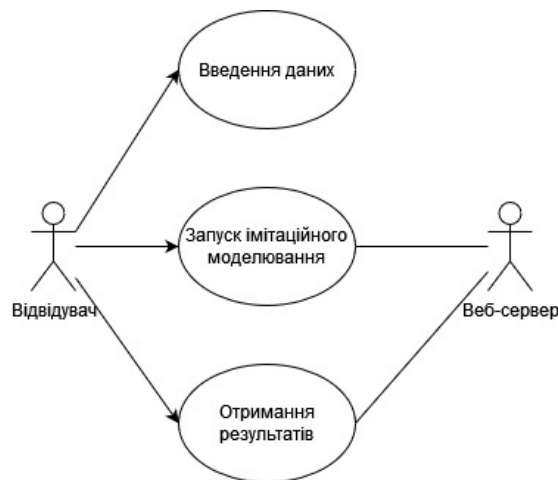 Введення даних
Запуск імітаційного
моделювання
Відвідувач
Веб-сервер
Отримання
результатів